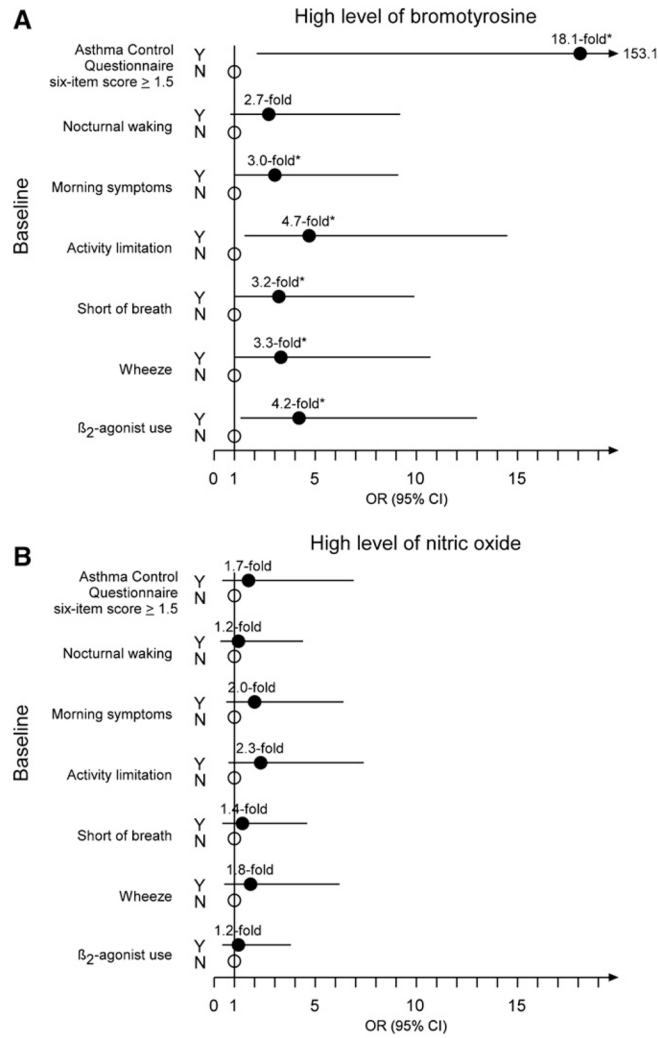 A
High level of bromotyrosine
Asthma Control
Questionnaire
six-item score ≥ 1.5
Y
N
18.1-fold*
153.1
Nocturnal waking
Y
N
2.7-fold
Morning symptoms
Y
N
3.0-fold*
Activity limitation
Y
N
4.7-fold*
Short of breath
Y
N
3.2-fold*
Wheeze
Y
N
3.3-fold*
ß2-agonist use
Y
N
4.2-fold*
Baseline
0 1 5 10 15
OR (95% CI)
B
High level of nitric oxide
Asthma Control
Questionnaire
six-item score ≥ 1.5
Y
N
1.7-fold
Nocturnal waking
Y
N
1.2-fold
Morning symptoms
Y
N
2.0-fold
Activity limitation
Y
N
2.3-fold
Short of breath
Y
N
1.4-fold
Wheeze
Y
N
1.8-fold
ß2-agonist use
Y
N
1.2-fold
Baseline
0 1 5 10 15
OR (95% CI)